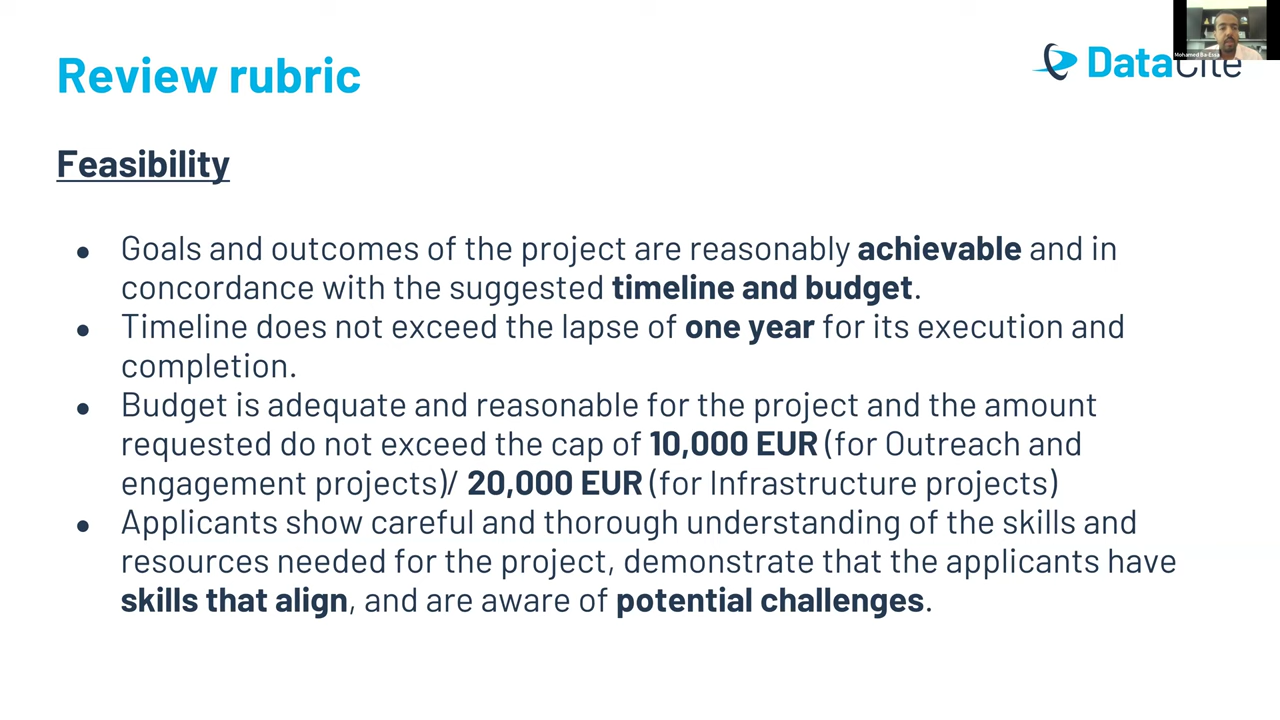 Review rubric
DataCite
Mohamed Ba-Essa
Feasibility
● Goals and outcomes of the project are reasonably achievable and in
concordance with the suggested timeline and budget.
● Timeline does not exceed the lapse of one year for its execution and
completion.
● Budget is adequate and reasonable for the project and the amount
requested do not exceed the cap of 10,000 EUR (for Outreach and
engagement projects)/ 20,000 EUR (for Infrastructure projects)
● Applicants show careful and thorough understanding of the skills and
resources needed for the project, demonstrate that the applicants have
skills that align, and are aware of potential challenges.